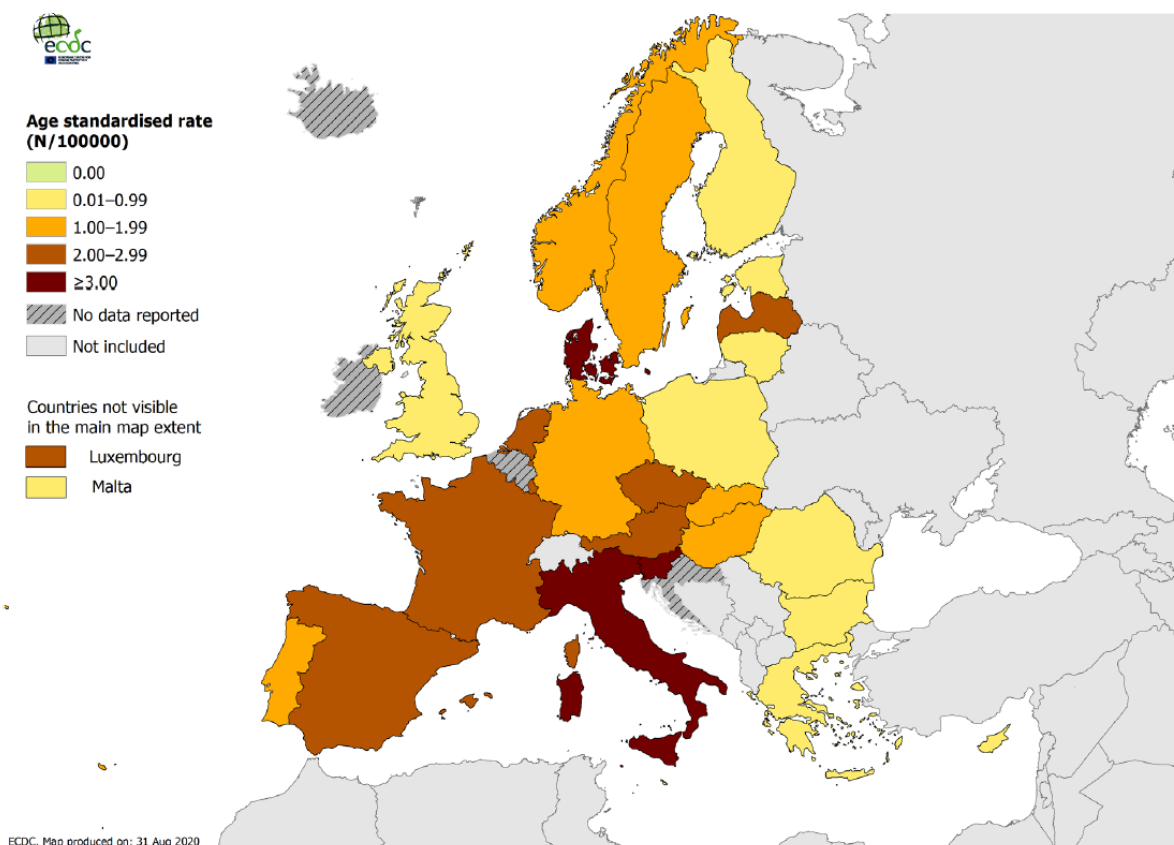 ecdc
Age standardised rate
(N/100000)
0.00
0.01–0.99
1.00–1.99
2.00–2.99
≥3.00
No data reported
Not included
Countries not visible
in the main map extent
Luxembourg
Malta
ECDC. Map produced on: 31 Aug 2020